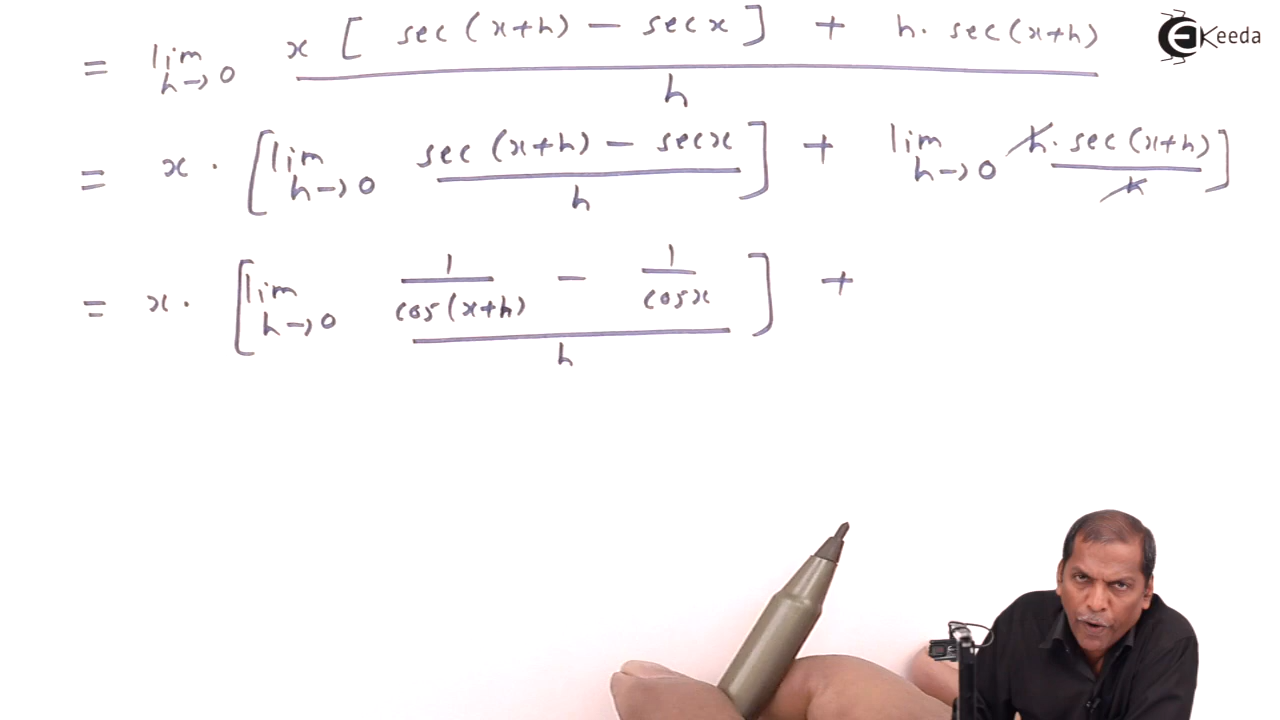 = lim h→0 x [ sec (x+h) − sec x ] + h. sec (x+h) / h
EKeeda
= x . [ lim h→0 sec (x+h) − sec x / h ] + lim h→0 h. sec (x+h) / h ]
= x . [ lim h→0 1 / cos (x+h) − 1 / cos x / h ] +